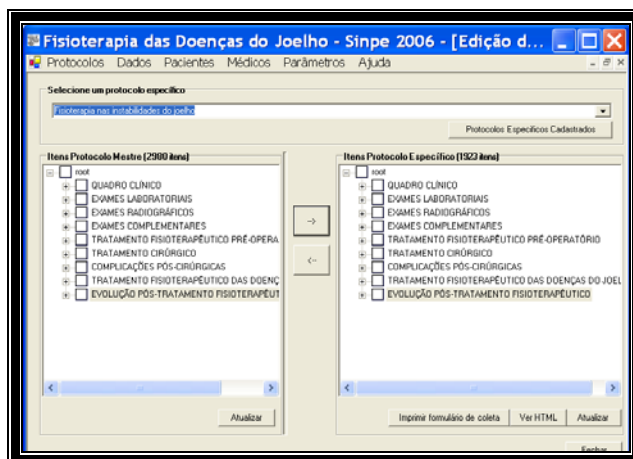 Fisioterapia das Doenças do Joelho - Sinpe 2006 - [Edição d...
Protocolos Dados Pacientes Médicos Parâmetros Ajuda
Selecione um protocolo específico
Fisioterapia nas instabilidades do joelho
Protocolos Específicos Cadastrados
Itens Protocolo Mestre (2980 itens)
root
QUADRO CLÍNICO
EXAMES LABORATORIAIS
EXAMES RADIOGRÁFICOS
EXAMES COMPLEMENTARES
TRATAMENTO FISIOTERAPÊUTICO PRÉ-OPERA
TRATAMENTO CIRÚRGICO
COMPLICAÇÕES PÓS-CIRÚRGICAS
TRATAMENTO FISIOTERAPÊUTICO DAS DOENÇ
EVOLUÇÃO PÓS-TRATAMENTO FISIOTERAPÊUT
Atualizar
->
<-
Itens Protocolo Específico (1923 itens)
root
QUADRO CLÍNICO
EXAMES LABORATORIAIS
EXAMES RADIOGRÁFICOS
EXAMES COMPLEMENTARES
TRATAMENTO FISIOTERAPÊUTICO PRÉ-OPERATÓRIO
TRATAMENTO CIRÚRGICO
COMPLICAÇÕES PÓS-CIRÚRGICAS
TRATAMENTO FISIOTERAPÊUTICO DAS DOENÇAS DO JOEL
EVOLUÇÃO PÓS-TRATAMENTO FISIOTERAPÊUTICO
Imprimir formulário de coleta Ver HTML Atualizar
Fechar